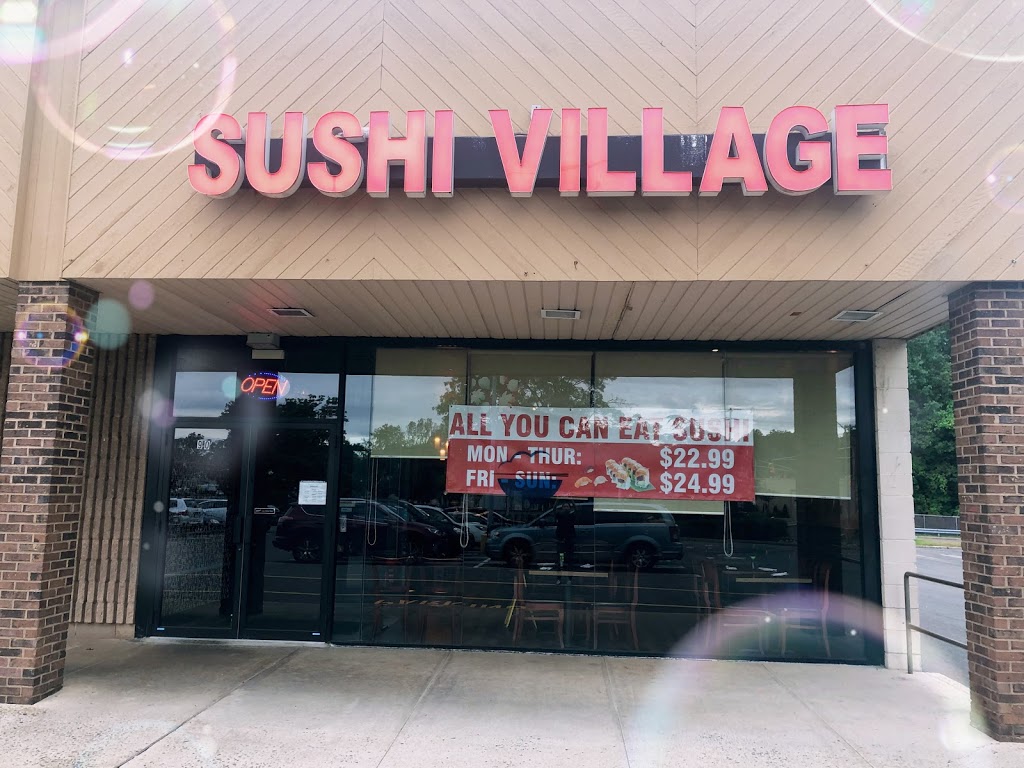 SUSHI VILLAGE
OPEN
ALL YOU CAN EAT SUSHI
MON - THUR: $22.99
FRI - SUN: $24.99